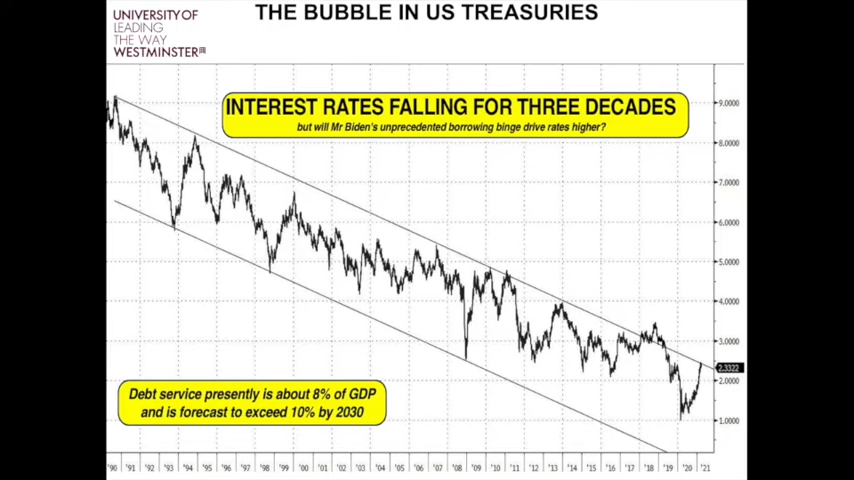 UNIVERSITY OF
LEADING
THE WAY
WESTMINSTER
THE BUBBLE IN US TREASURIES
INTEREST RATES FALLING FOR THREE DECADES
but will Mr Biden's unprecedented borrowing binge drive rates higher?
9.0000
8.0000
7.0000
6.0000
5.0000
4.0000
3.0000
2.3322
2.0000
1.0000
Debt service presently is about 8% of GDP
and is forecast to exceed 10% by 2030
'90 '91 '92 '93 '94 '95 '96 '97 '98 '99 '00 '01 '02 '03 '04 '05 '06 '07 '08 '09 '10 '11 '12 '13 '14 '15 '16 '17 '18 '19 '20 '21